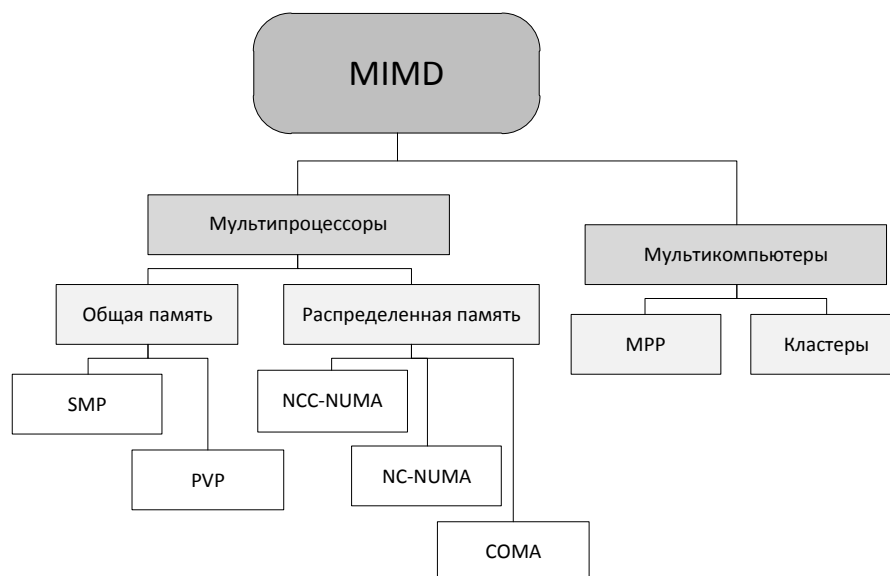 MIMD
Мультипроцессоры
Мультикомпьютеры
Общая память
Распределенная память
MPP
Кластеры
SMP
NCC-NUMA
PVP
NC-NUMA
COMA